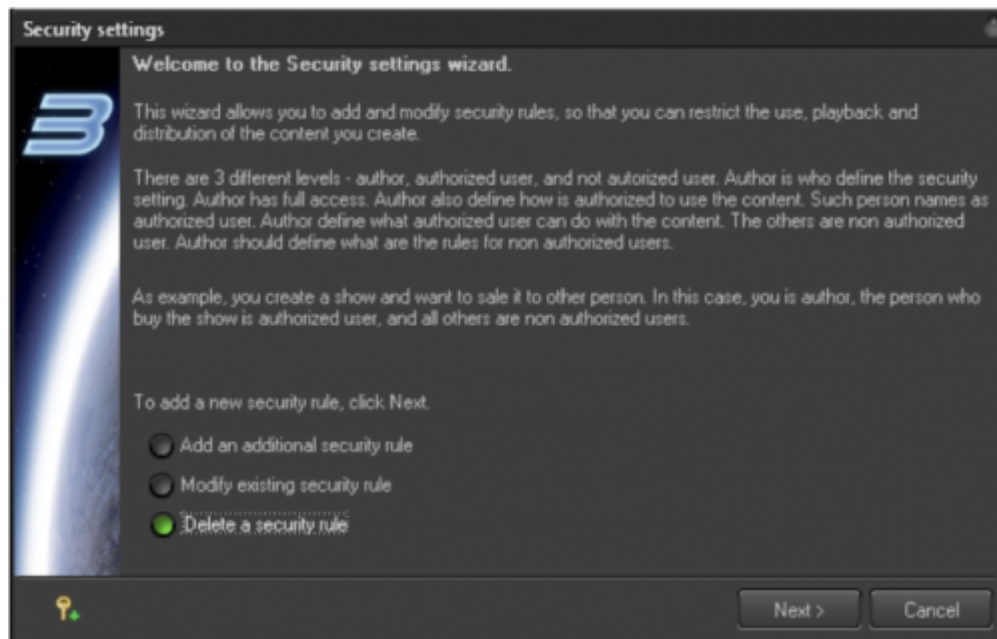 Security settings
Welcome to the Security settings wizard.
This wizard allows you to add and modify security rules, so that you can restrict the use, playback and
distribution of the content you create.
There are 3 different levels - author, authorized user, and not autorized user. Author is who define the security
setting. Author has full access. Author also define how is authorized to use the content. Such person names as
authorized user. Author define what authorized user can do with the content. The others are non authorized
user. Author should define what are the rules for non authorized users.
As example, you create a show and want to sale it to other person. In this case, you is author, the person who
buy the show is authorized user, and all others are non authorized users.
To add a new security rule, click Next.
Add an additional security rule
Modify existing security rule
Delete a security rule
Next >
Cancel
3